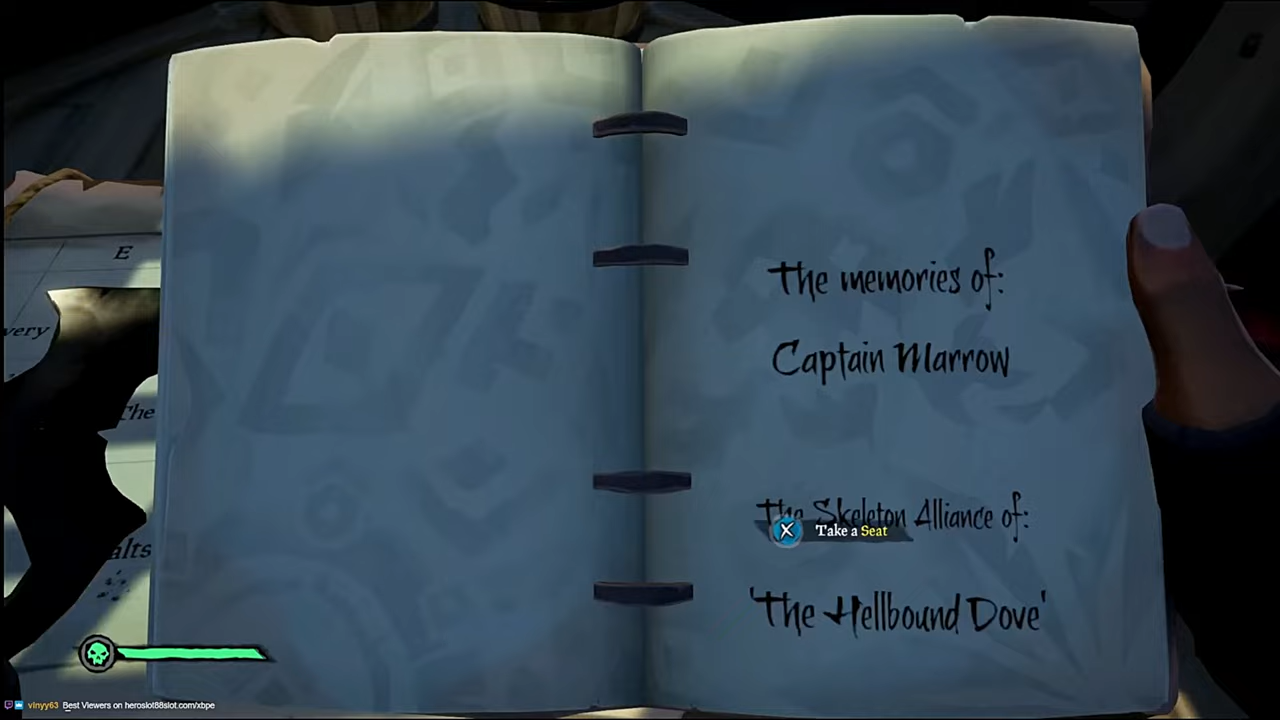 E
very
The
alts
The memories of:
Captain Marrow
The Skeleton Alliance of:
Take a Seat
'The Hellbound Dove'
vinyy63 Best Viewers on heroslot88slot.com/xbpe